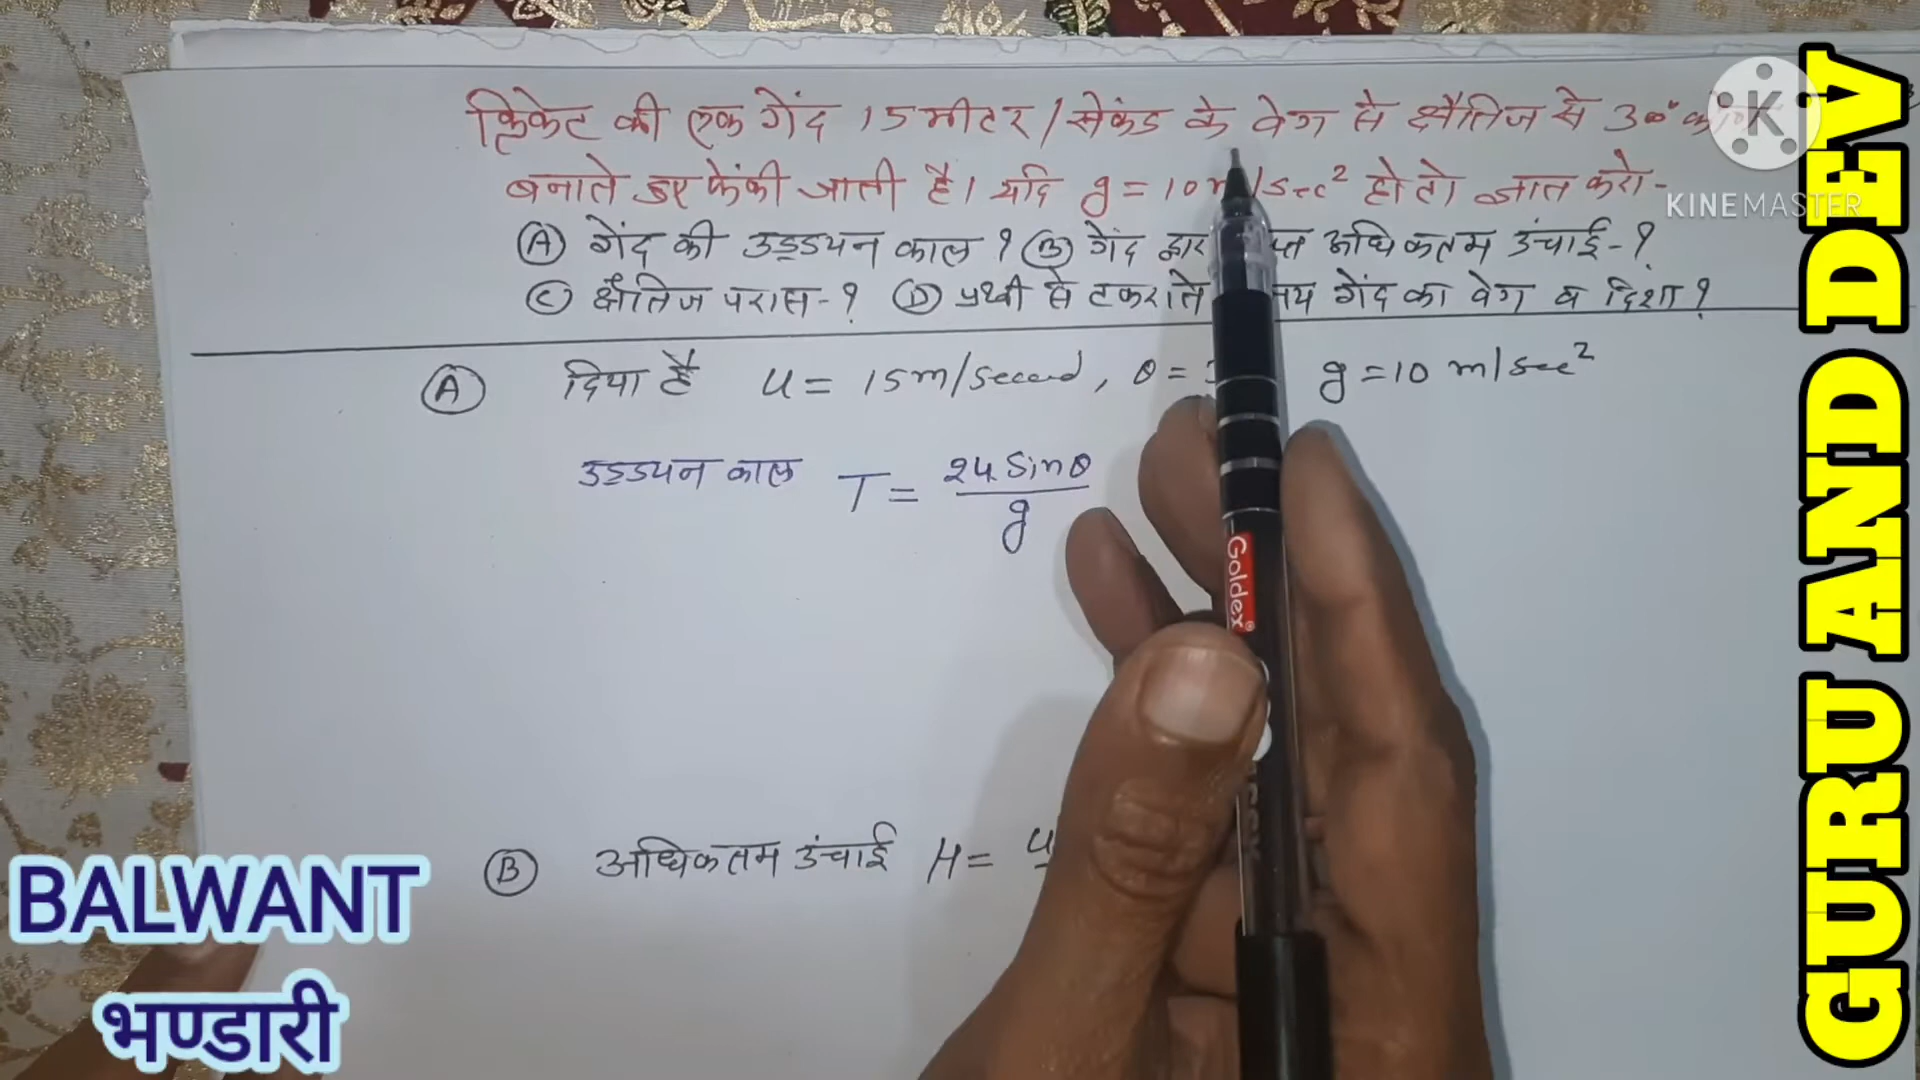 क्रिकेट की एक गेंद 15 मीटर / सेकंड के वेग से क्षैतिज से 30°
बनाते हुए फेंकी जाती है। यदि g = 10 m/sec² हो तो ज्ञात करो-
(A) गेंद की उड्डयन काल ? (B) गेंद अधिकतम उंचाई - ?
(C) क्षैतिज परास - ? (D) पृथ्वी से टकराते गेंद का वेग व दिशा ?
(A) दिया है u = 15m/second, θ = g = 10 m/sec²
उड्डयन काल T = 2u Sinθ / g
(B) अधिकतम उंचाई H = u
Goldex
KINEMASTER
BALWANT
भण्डारी
GURU AND DEV